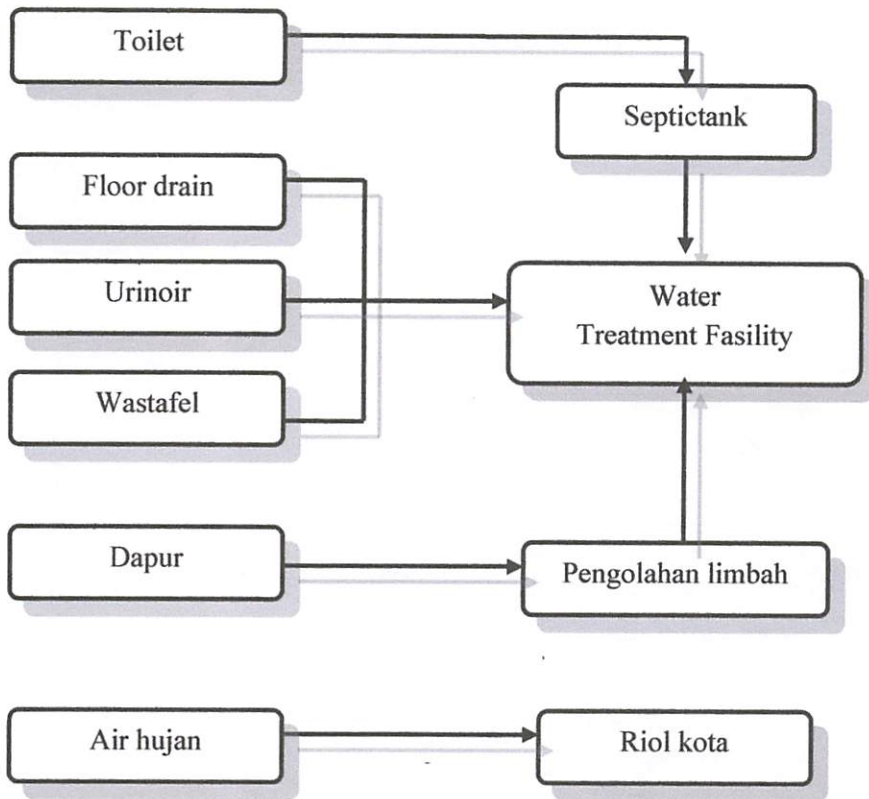 Toilet
Septictank
Floor drain
Urinoir
Water
Treatment Fasility
Wastafel
Dapur
Pengolahan limbah
Air hujan
Riol kota